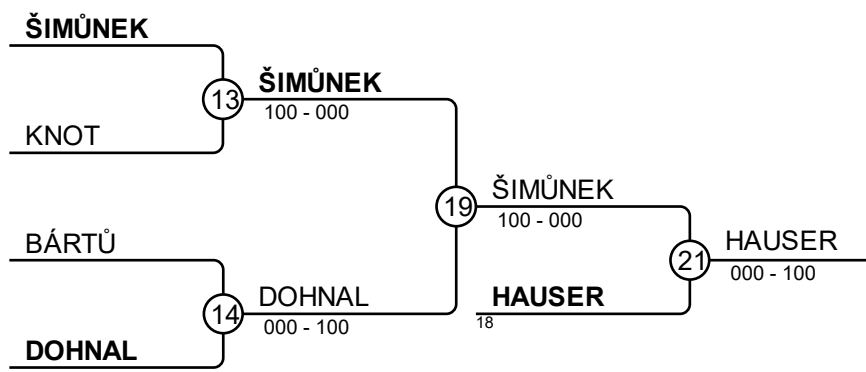 ŠIMŮNEK
13
ŠIMŮNEK
100 - 000
KNOT
19
ŠIMŮNEK
100 - 000
BÁRTŮ
21
HAUSER
000 - 100
14
DOHNAL
000 - 100
HAUSER
18
DOHNAL